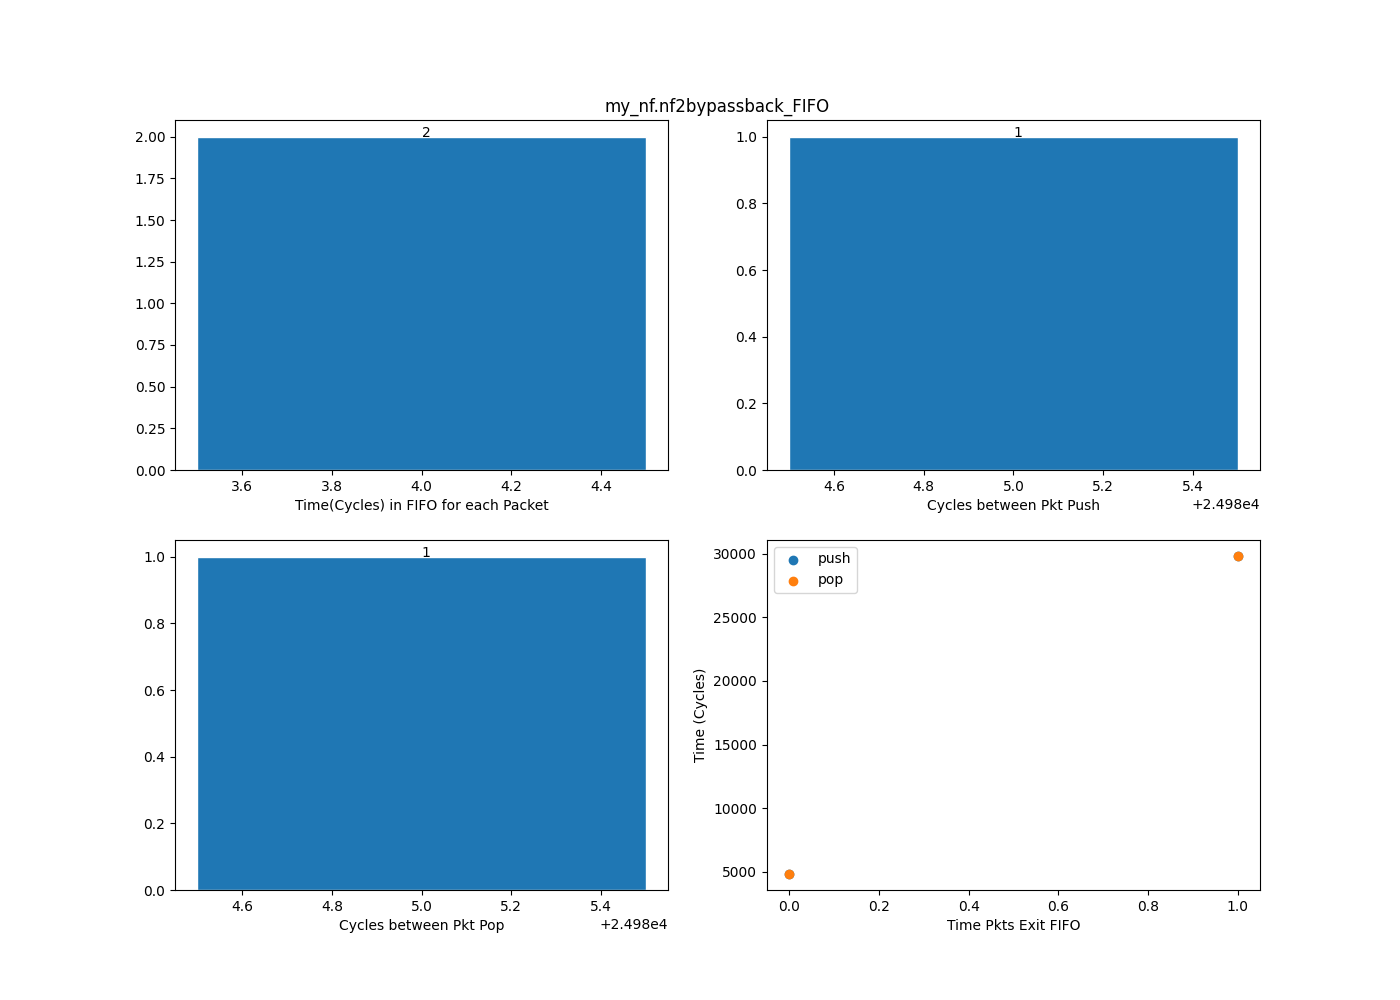 my_nf.nf2bypassback_FIFO
2
2.00
1.75
1.50
1.25
1.00
0.75
0.50
0.25
0.00
3.6 3.8 4.0 4.2 4.4
Time(Cycles) in FIFO for each Packet
1
1.0
0.8
0.6
0.4
0.2
0.0
4.6 4.8 5.0 5.2 5.4
Cycles between Pkt Push
+2.498e4
1
1.0
0.8
0.6
0.4
0.2
0.0
4.6 4.8 5.0 5.2 5.4
Cycles between Pkt Pop
+2.498e4
push
pop
30000
25000
20000
15000
10000
5000
Time (Cycles)
0.0 0.2 0.4 0.6 0.8 1.0
Time Pkts Exit FIFO